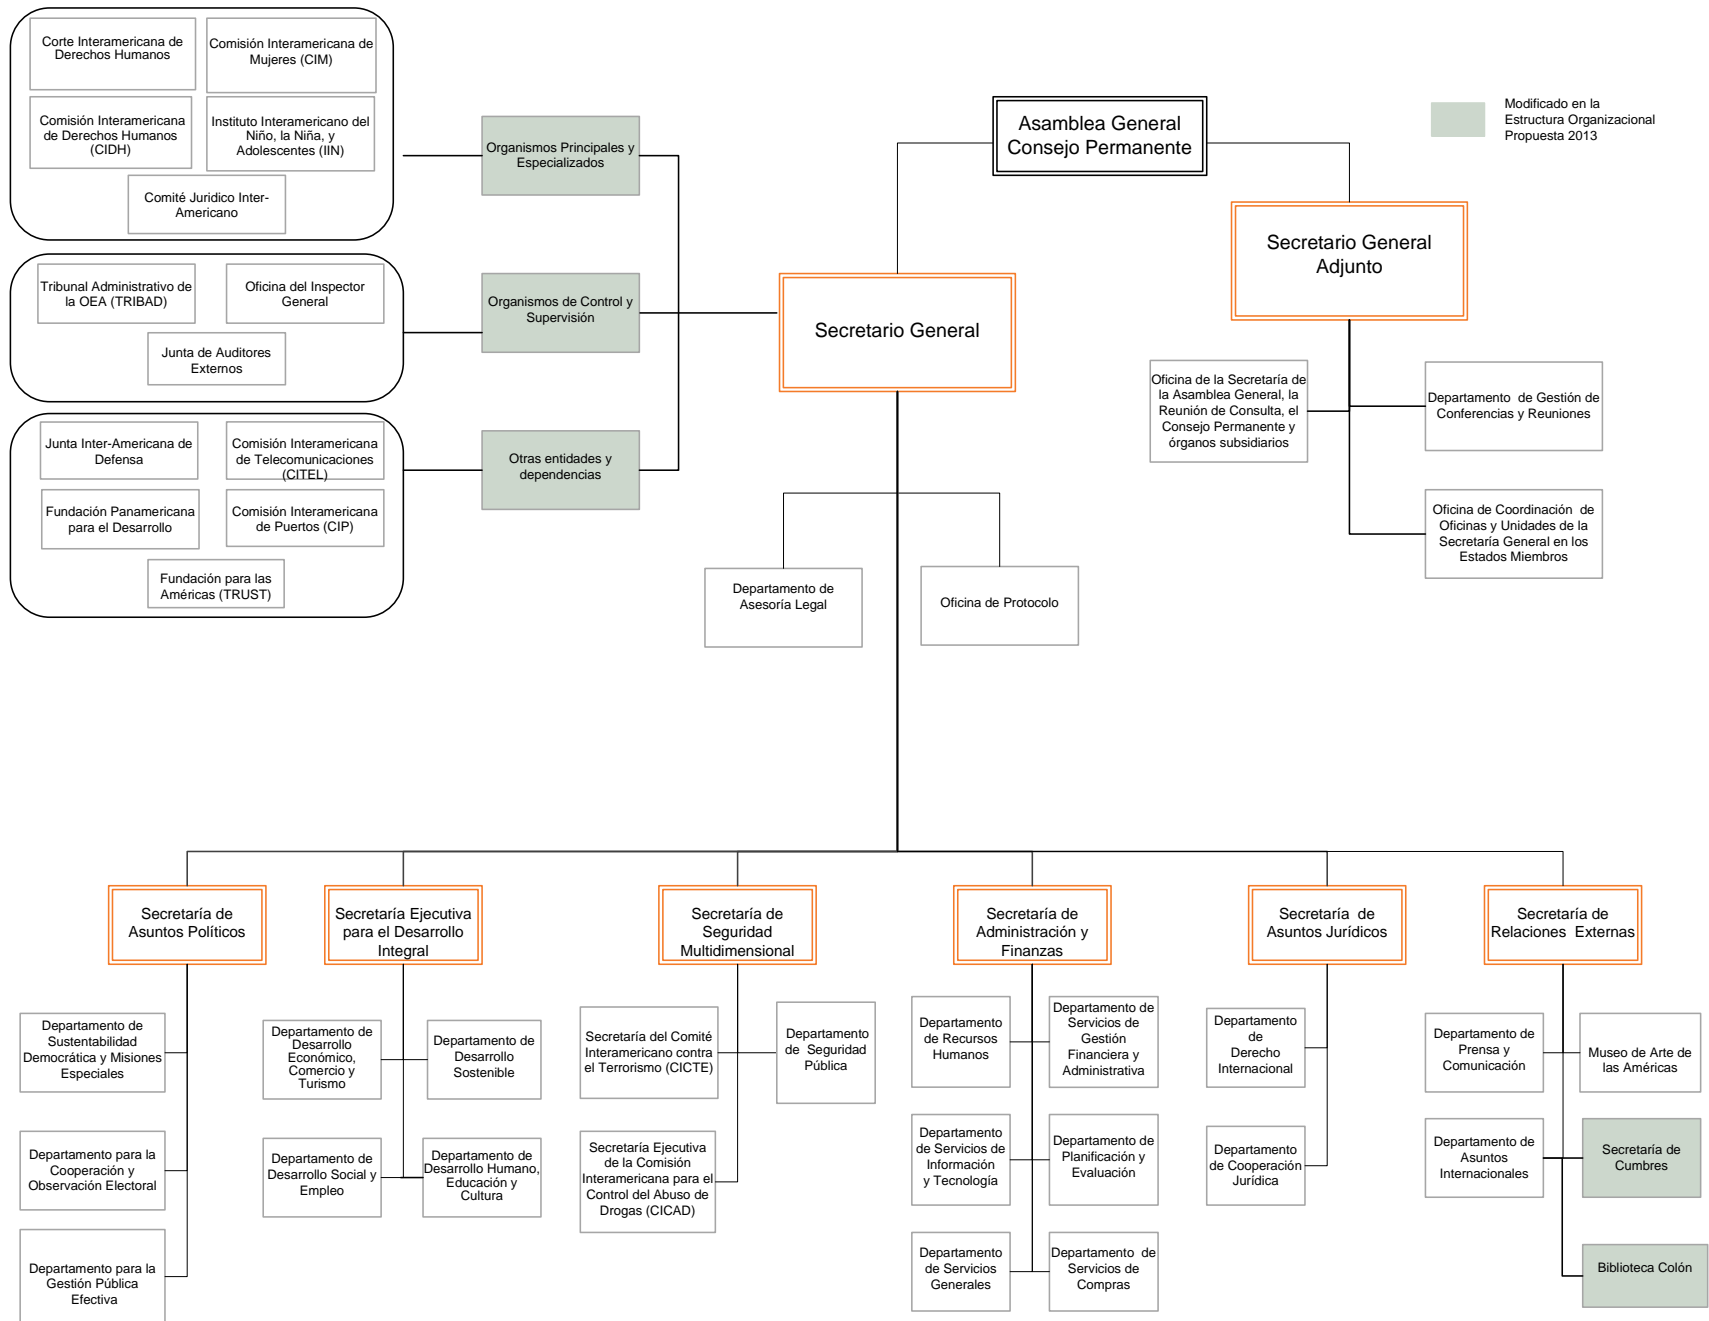 Corte Interamericana de
Derechos Humanos
Comisión Interamericana de
Mujeres (CIM)
Comisión Interamericana
de Derechos Humanos
(CIDH)
Instituto Interamericano del
Niño, la Niña, y
Adolescentes (IIN)
Comité Juridico Inter-
Americano
Organismos Principales y
Especializados
Tribunal Administrativo de
la OEA (TRIBAD)
Oficina del Inspector
General
Junta de Auditores
Externos
Organismos de Control y
Supervisión
Junta Inter-Americana de
Defensa
Comisión Interamericana
de Telecomunicaciones
(CITEL)
Fundación Panamericana
para el Desarrollo
Comisión Interamericana
de Puertos (CIP)
Fundación para las
Américas (TRUST)
Otras entidades y
dependencias
Asamblea General
Consejo Permanente
Modificado en la
Estructura Organizacional
Propuesta 2013
Secretario General
Secretario General
Adjunto
Oficina de la Secretaría de
la Asamblea General, la
Reunión de Consulta, el
Consejo Permanente y
órganos subsidiarios
Departamento  de Gestión de
Conferencias y Reuniones
Oficina de Coordinación  de
Oficinas y Unidades de la
Secretaría General en los
Estados Miembros
Departamento de
Asesoría Legal
Oficina de Protocolo
Secretaría de
Asuntos Políticos
Secretaría Ejecutiva
para el Desarrollo
Integral
Secretaría de
Seguridad
Multidimensional
Secretaría de
Administración y
Finanzas
Secretaría  de
Asuntos Jurídicos
Secretaría de
Relaciones  Externas
Departamento de
Sustentabilidad
Democrática y Misiones
Especiales
Departamento para la
Cooperación y
Observación Electoral
Departamento para la
Gestión Pública
Efectiva
Departamento de
Desarrollo
Económico,
Comercio y
Turismo
Departamento de
Desarrollo
Sostenible
Departamento de
Desarrollo Social y
Empleo
Departamento de
Desarrollo Humano,
Educación y
Cultura
Secretaría del Comité
Interamericano contra
el Terrorismo (CICTE)
Departamento
de  Seguridad
Pública
Secretaría Ejecutiva
de la Comisión
Interamericana para el
Control del Abuso de
Drogas (CICAD)
Departamento
de Recursos
Humanos
Departamento de
Servicios de
Gestión
Financiera y
Administrativa
Departamento
de Servicios de
Información
y Tecnología
Departamento de
Planificación y
Evaluación
Departamento
de Servicios
Generales
Departamento  de
Servicios de
Compras
Departamento
de
Derecho
Internacional
Departamento
de Cooperación
Jurídica
Departamento de
Prensa y
Comunicación
Museo de Arte de
las Américas
Departamento de
Asuntos
Internacionales
Secretaría de
Cumbres
Biblioteca Colón